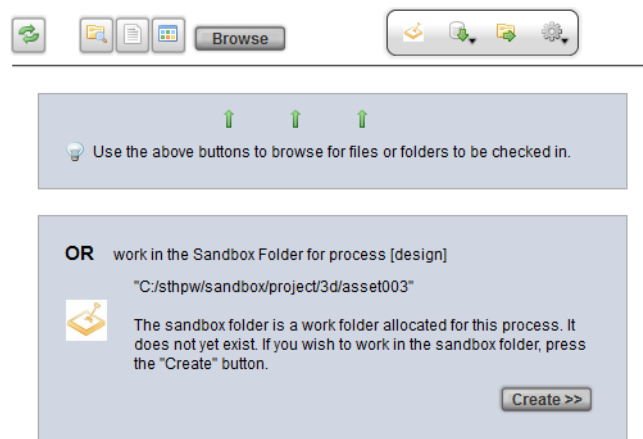 Browse
Use the above buttons to browse for files or folders to be checked in.
OR work in the Sandbox Folder for process [design]
"C:/sthpw/sandbox/project/3d/asset003"
The sandbox folder is a work folder allocated for this process. It
does not yet exist. If you wish to work in the sandbox folder, press
the "Create" button.
Create >>